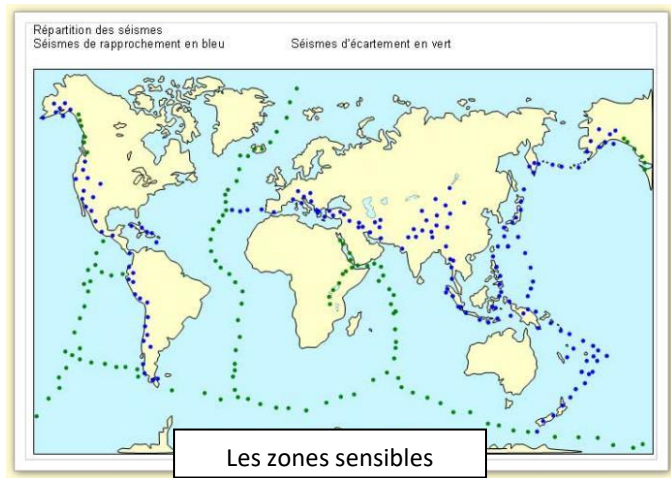 Répartition des séismes
Séismes de rapprochement en bleu Séismes d'écartement en vert
Les zones sensibles